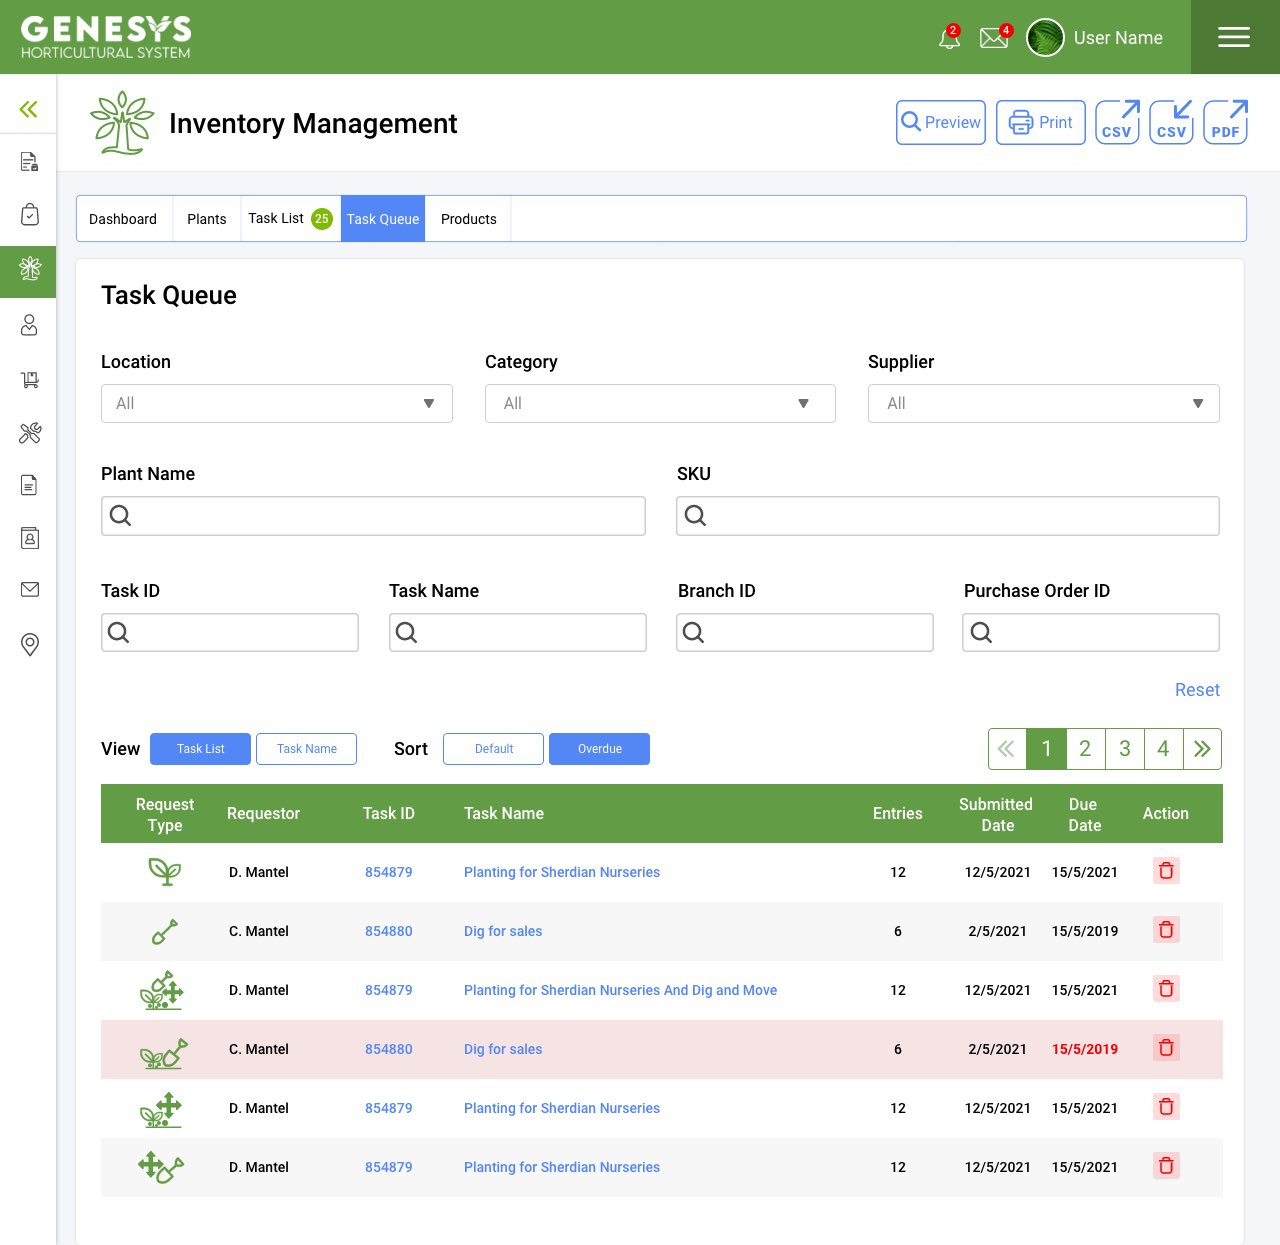 GENESYS
HORTICULTURAL SYSTEM
2
4
User Name
Inventory Management
Preview
Print
CSV
CSV
PDF
Dashboard
Plants
Task List 25
Task Queue
Products
Task Queue
Location
Category
Supplier
All
All
All
Plant Name
SKU
Task ID
Task Name
Branch ID
Purchase Order ID
Reset
View
Task List
Task Name
Sort
Default
Overdue
1
2
3
4
Request Type
Requestor
Task ID
Task Name
Entries
Submitted Date
Due Date
Action
D. Mantel 854879 Planting for Sherdian Nurseries 12 12/5/2021 15/5/2021
C. Mantel 854880 Dig for sales 6 2/5/2021 15/5/2019
D. Mantel 854879 Planting for Sherdian Nurseries And Dig and Move 12 12/5/2021 15/5/2021
C. Mantel 854880 Dig for sales 6 2/5/2021 15/5/2019
D. Mantel 854879 Planting for Sherdian Nurseries 12 12/5/2021 15/5/2021
D. Mantel 854879 Planting for Sherdian Nurseries 12 12/5/2021 15/5/2021